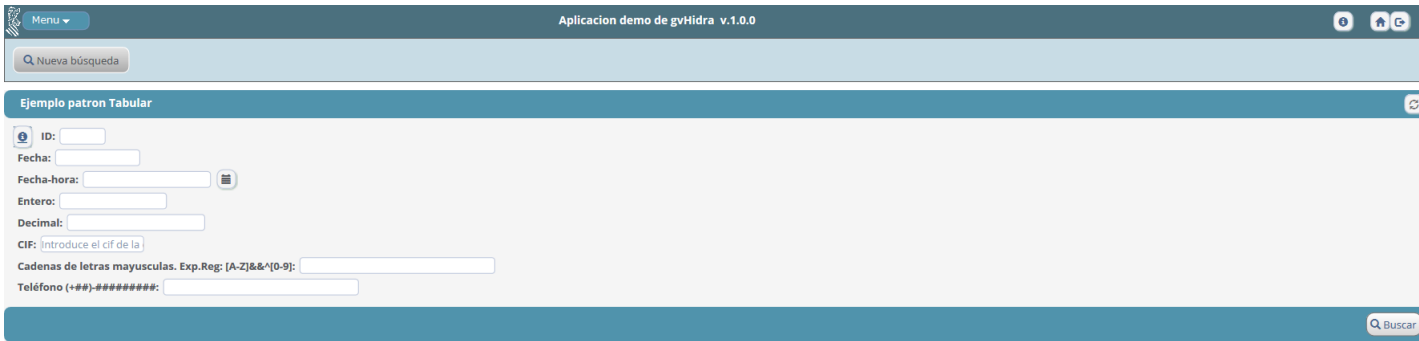 Menu Aplicacion demo de gvHidra v.1.0.0
Nueva búsqueda
Ejemplo patron Tabular
ID:
Fecha:
Fecha-hora:
Entero:
Decimal:
CIF: Introduce el cif de la
Cadenas de letras mayusculas. Exp.Reg: [A-Z]&&^[0-9]:
Teléfono (+##)-#########:
Buscar